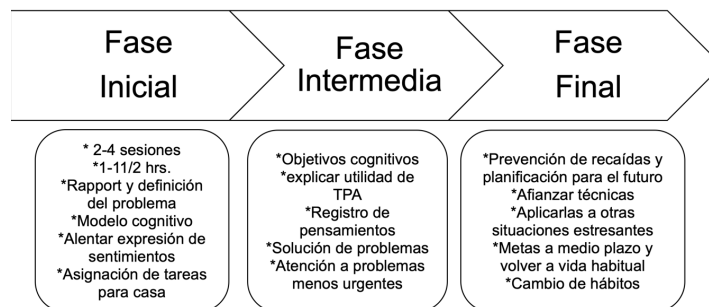 Fase
Inicial
Fase
Intermedia
Fase
Final
* 2-4 sesiones
*1-11/2 hrs.
*Rapport y definición
del problema
*Modelo cognitivo
*Alentar expresión de
sentimientos
*Asignación de tareas
para casa
*Objetivos cognitivos
*explicar utilidad de
TPA
*Registro de
pensamientos
*Solución de problemas
*Atención a problemas
menos urgentes
*Prevención de recaídas y
planificación para el futuro
*Afianzar técnicas
*Aplicarlas a otras
situaciones estresantes
*Metas a medio plazo y
volver a vida habitual
*Cambio de hábitos